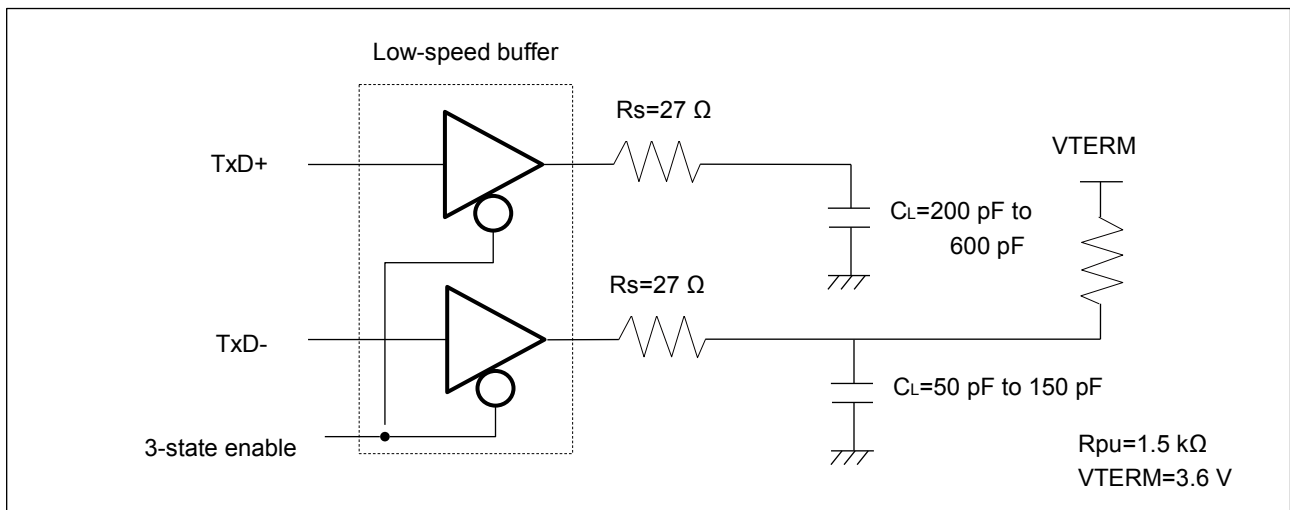 Low-speed buffer
Rs=27 Ω
TxD+
VTERM
CL=200 pF to
600 pF
Rs=27 Ω
TxD-
CL=50 pF to 150 pF
3-state enable
Rpu=1.5 kΩ
VTERM=3.6 V